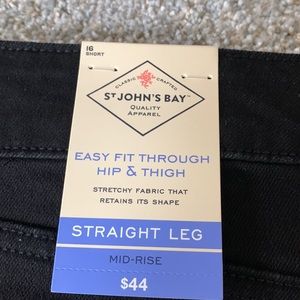 16
SHORT
CLASSIC CRAFTED
ST JOHN'S BAY™
QUALITY
APPAREL
EASY FIT THROUGH
HIP & THIGH
STRETCHY FABRIC THAT
RETAINS ITS SHAPE
STRAIGHT LEG
MID-RISE
$44